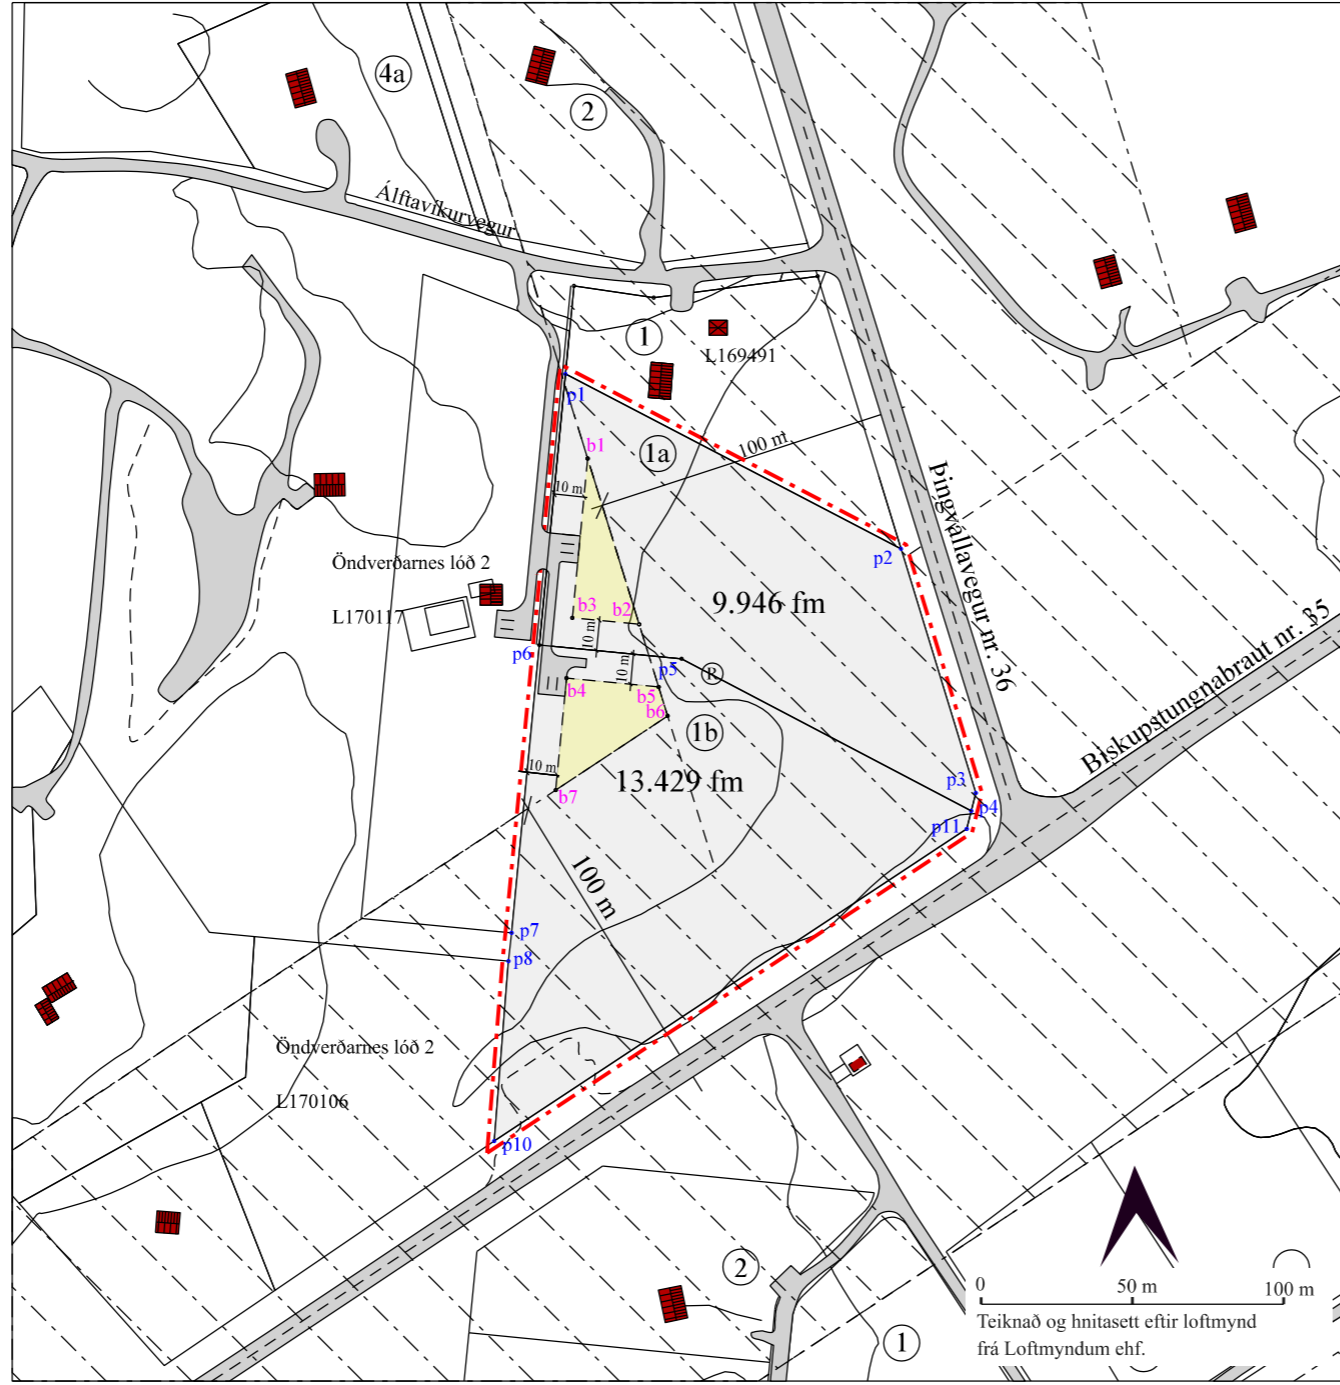 4a
2
Álftavíkurvegur
1
L169491
p1
b1
1a
100 m
10 m
Þingvallavegur nr. 36
p2
Öndverðarnes lóð 2
L170117
b3
b2
9.946 fm
10 m
p6
10 m
p5
R
b4
b5
b6
1b
10 m
b7
13.429 fm
p3
p4
p11
Biskupstungnabraut nr. 35
100 m
p7
p8
Öndverðarnes lóð 2
L170106
p10
2
1
0
50 m
100 m
Teiknað og hnitasett eftir loftmynd
frá Loftmyndum ehf.